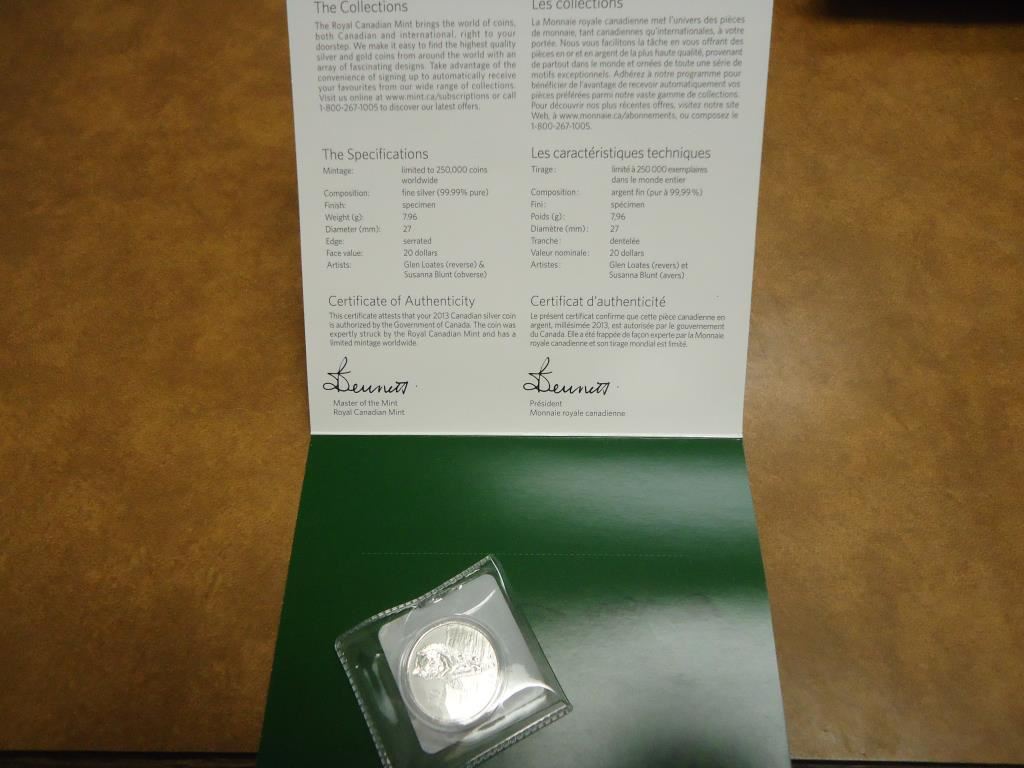 The Collections
The Royal Canadian Mint brings the world of coins,
both Canadian and international, right to your
doorstep. We make it easy to find the highest quality
silver and gold coins from around the world with an
array of fascinating designs. Take advantage of the
convenience of signing up to automatically receive
your favourites from our wide range of collections.
Visit us online at www.mint.ca/subscriptions or call
1-800-267-1005 to discover our latest offers.
The Specifications
Mintage: limited to 250,000 coins
worldwide
Composition: fine silver (99.99% pure)
Finish: specimen
Weight (g): 7.96
Diameter (mm): 27
Edge: serrated
Face value: 20 dollars
Artists: Glen Loates (reverse) &
Susanna Blunt (obverse)
Certificate of Authenticity
This certificate attests that your 2013 Canadian silver coin
is authorized by the Government of Canada. The coin was
expertly struck by the Royal Canadian Mint and has a
limited mintage worldwide.
Bennett
Master of the Mint
Royal Canadian Mint
Les collections
La Monnaie royale canadienne met l'univers des pièces
de monnaie, tant canadiennes qu'internationales, à votre
portée. Nous vous facilitons la tâche en vous offrant des
pièces en or et en argent de la plus haute qualité, provenant
de partout dans le monde et ornées de toute une série de
motifs exceptionnels. Adhérez à notre programme pour
bénéficier de l'avantage de recevoir automatiquement vos
pièces préférées parmi notre vaste gamme de collections.
Pour découvrir nos plus récentes offres, visitez notre site
Web, à www.monnaie.ca/abonnements, ou composez le
1-800-267-1005.
Les caractéristiques techniques
Tirage : limité à 250 000 exemplaires
dans le monde entier
Composition : argent fin (pur à 99,99 %)
Fini : spécimen
Poids (g) : 7,96
Diamètre (mm) : 27
Tranche : dentelée
Valeur nominale : 20 dollars
Artistes : Glen Loates (revers) et
Susanna Blunt (avers)
Certificat d'authenticité
Le présent certificat confirme que cette pièce canadienne en
argent, millésimée 2013, est autorisée par le gouvernement
du Canada. Elle a été frappée de façon experte par la Monnaie
royale canadienne et son tirage mondial est limité.
Bennett
Président
Monnaie royale canadienne